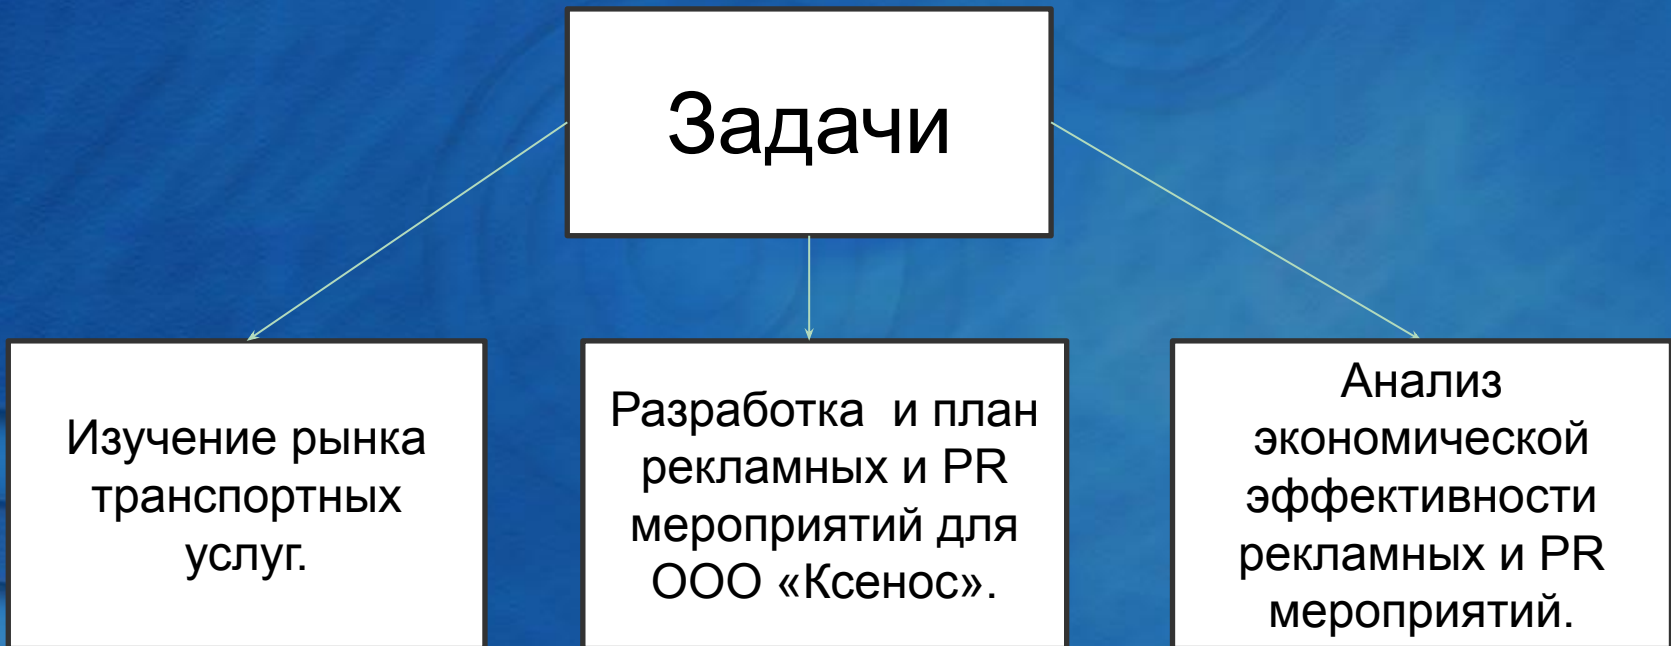 Задачи
Изучение рынка
транспортных
услуг.
Разработка  и план
рекламных и PR
мероприятий для
ООО «Ксенос».
Анализ
экономической
эффективности
рекламных и PR
мероприятий.